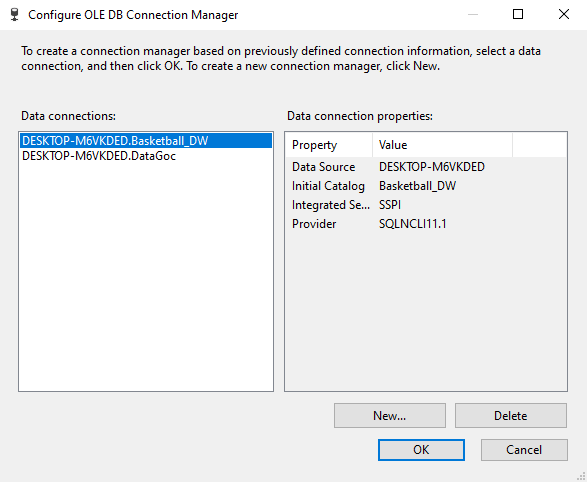 Configure OLE DB Connection Manager
To create a connection manager based on previously defined connection information, select a data
connection, and then click OK. To create a new connection manager, click New.
Data connections:
DESKTOP-M6VKDED.Basketball_DW
DESKTOP-M6VKDED.DataGoc
Data connection properties:
Property Value
Data Source DESKTOP-M6VKDED
Initial Catalog Basketball_DW
Integrated Se... SSPI
Provider SQLNCLI11.1
New... Delete
OK Cancel